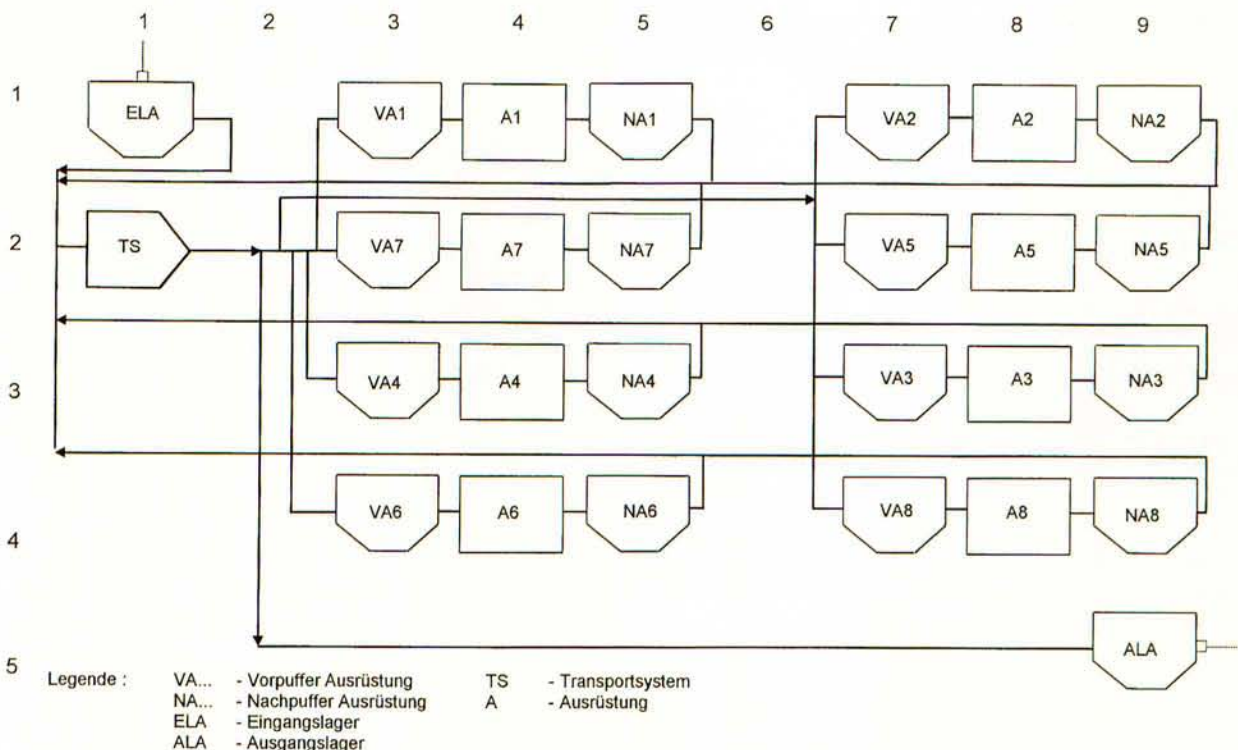 1 2 3 4 5 6 7 8 9
1 ELA VA1 A1 NA1 VA2 A2 NA2
2 TS VA7 A7 NA7 VA5 A5 NA5
3 VA4 A4 NA4 VA3 A3 NA3
4 VA6 A6 NA6 VA8 A8 NA8
5 ALA
Legende : VA... - Vorpuffer Ausrüstung TS - Transportsystem
NA... - Nachpuffer Ausrüstung A - Ausrüstung
ELA - Eingangslager
ALA - Ausgangslager